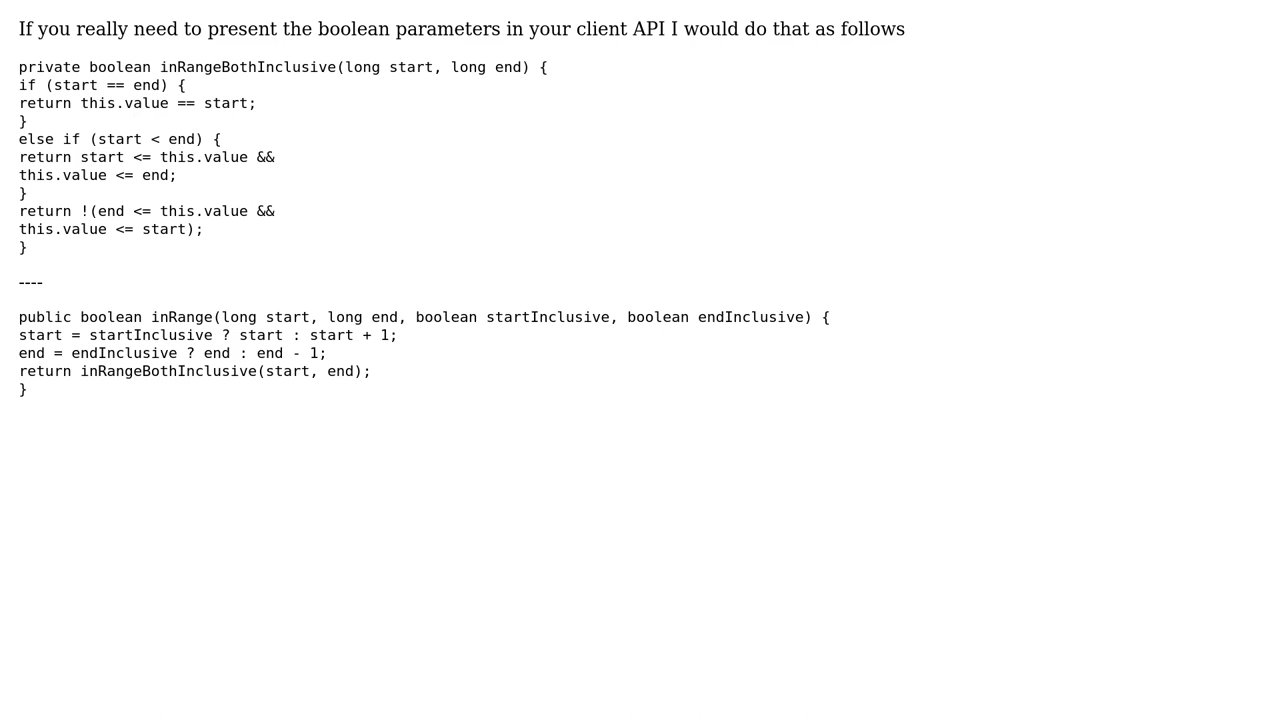 If you really need to present the boolean parameters in your client API I would do that as follows
private boolean inRangeBothInclusive(long start, long end) {
if (start == end) {
return this.value == start;
}
else if (start < end) {
return start <= this.value &&
this.value <= end;
}
return !(end <= this.value &&
this.value <= start);
}
----
public boolean inRange(long start, long end, boolean startInclusive, boolean endInclusive) {
start = startInclusive ? start : start + 1;
end = endInclusive ? end : end - 1;
return inRangeBothInclusive(start, end);
}